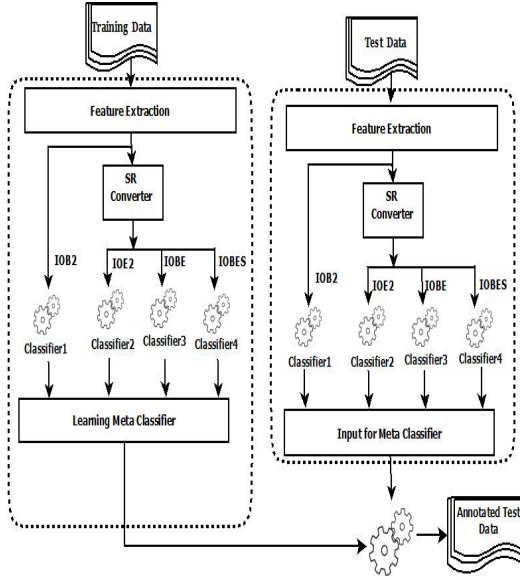 Training Data
Feature Extraction
SR
Converter
IOB2
IOE2
IOBE
IOBES
Classifier1
Classifier2
Classifier3
Classifier4
Learning Meta Classifier
Test Data
Feature Extraction
SR
Converter
IOB2
IOE2
IOBE
IOBES
Classifier1
Classifier2
Classifier3
Classifier4
Input for Meta Classifier
Annotated Test
Data